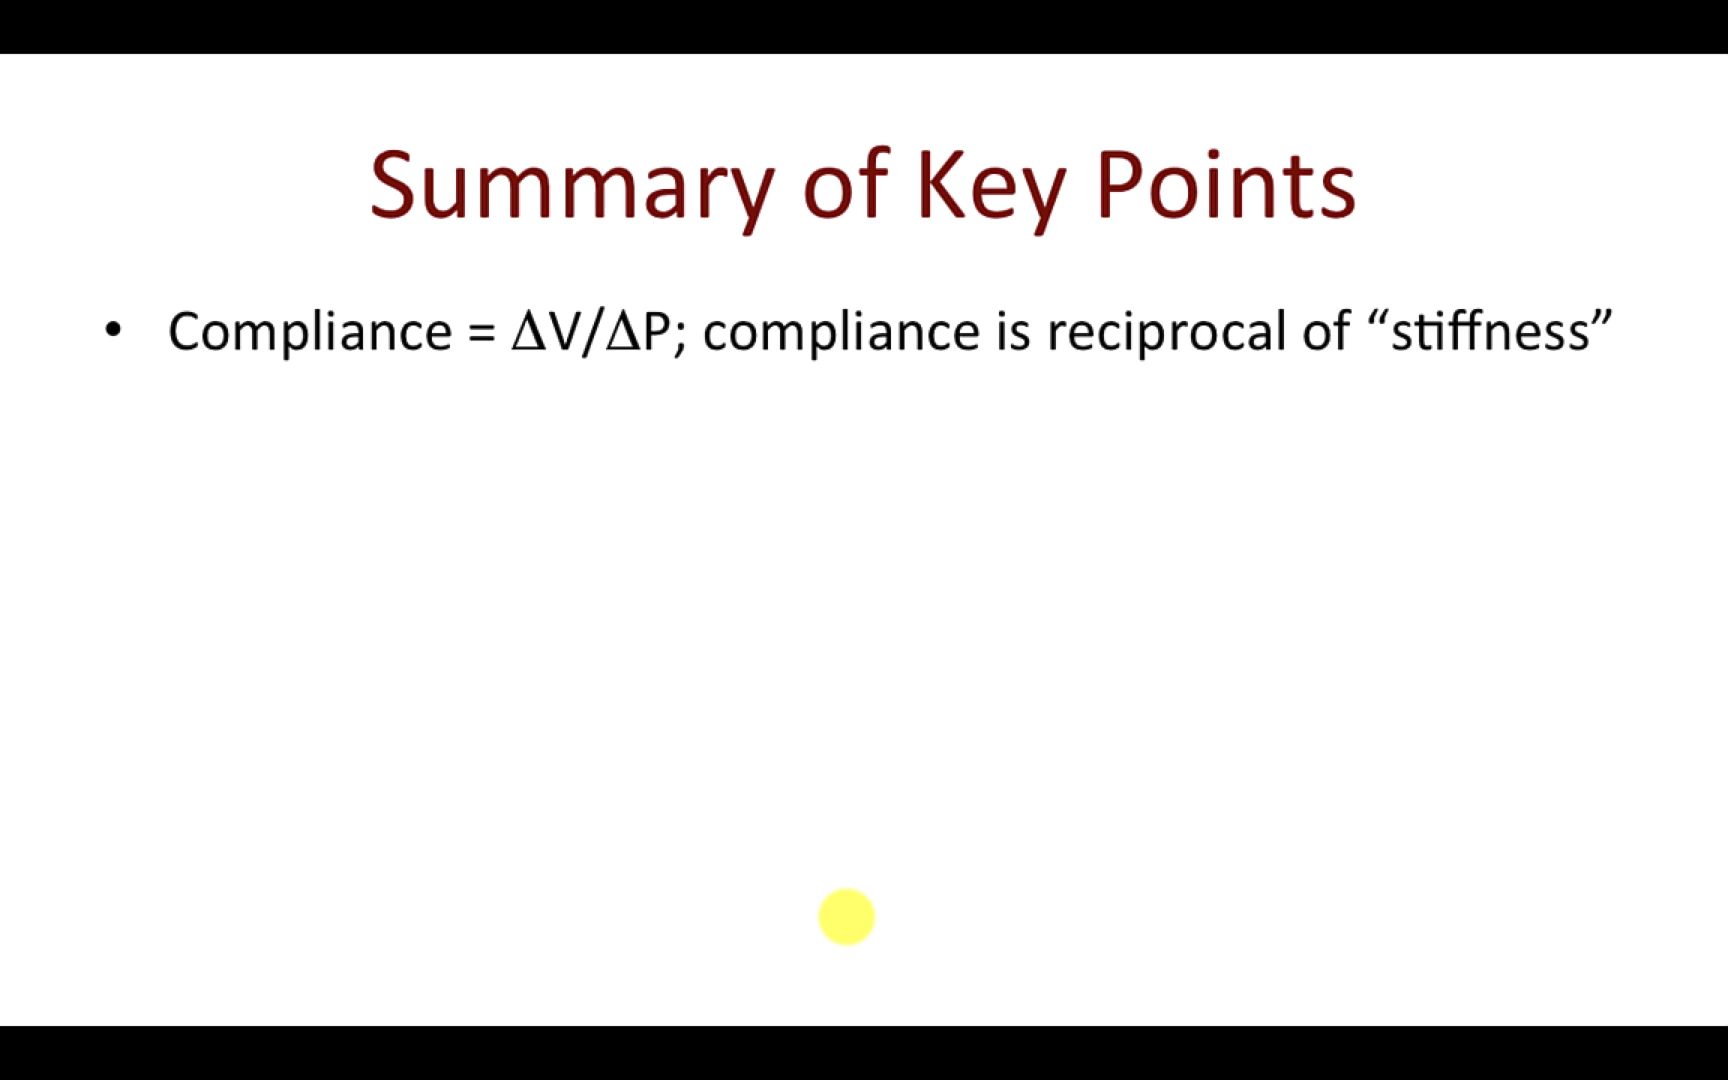 Summary of Key Points
• Compliance = ΔV/ΔP; compliance is reciprocal of “stiffness”